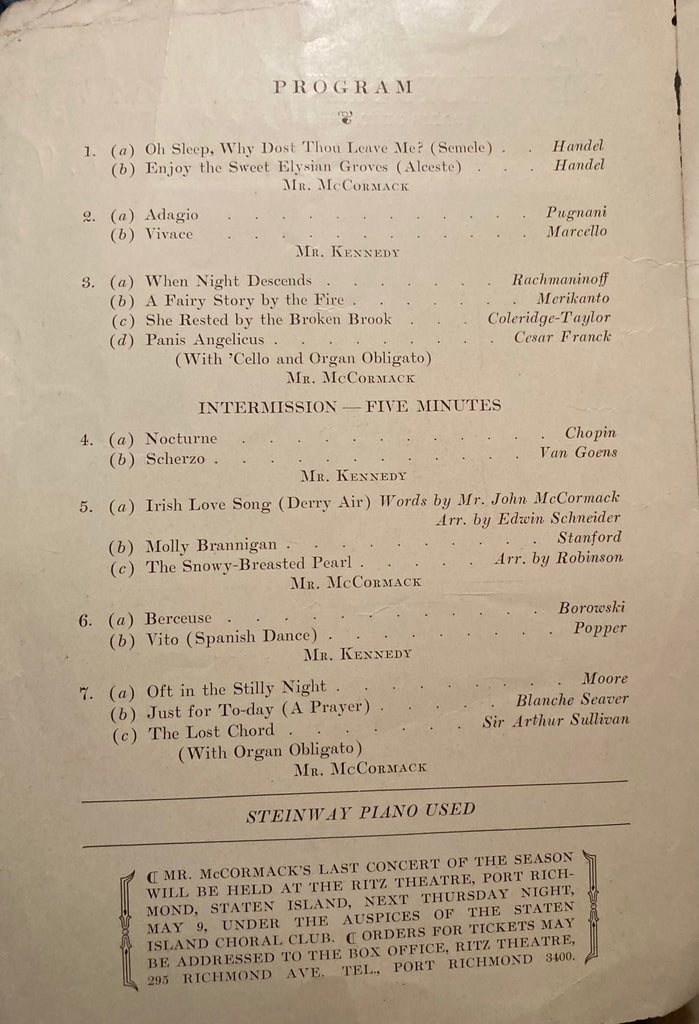 PROGRAM
1. (a) Oh Sleep, Why Dost Thou Leave Me? (Semele) . . Handel
(b) Enjoy the Sweet Elysian Groves (Alceste) . . . Handel
Mr. McCormack
2. (a) Adagio . . . . . . . . . . . . Pugnani
(b) Vivace . . . . . . . . . . . . Marcello
Mr. Kennedy
3. (a) When Night Descends . . . . . . . Rachmaninoff
(b) A Fairy Story by the Fire . . . . . . . Merikanto
(c) She Rested by the Broken Brook . . . Coleridge-Taylor
(d) Panis Angelicus . . . . . . . . . Cesar Franck
(With 'Cello and Organ Obligato)
Mr. McCormack
INTERMISSION — FIVE MINUTES
4. (a) Nocturne . . . . . . . . . . . . Chopin
(b) Scherzo . . . . . . . . . . . . . Van Goens
Mr. Kennedy
5. (a) Irish Love Song (Derry Air) Words by Mr. John McCormack
Arr. by Edwin Schneider
(b) Molly Brannigan . . . . . . . . . . Stanford
(c) The Snowy-Breasted Pearl . . . . . Arr. by Robinson
Mr. McCormack
6. (a) Berceuse . . . . . . . . . . . . Borowski
(b) Vito (Spanish Dance) . . . . . . . . . Popper
Mr. Kennedy
7. (a) Oft in the Stilly Night . . . . . . . . . Moore
(b) Just for To-day (A Prayer) . . . . . Blanche Seaver
(c) The Lost Chord . . . . . . . Sir Arthur Sullivan
(With Organ Obligato)
Mr. McCormack
STEINWAY PIANO USED
¶ MR. McCORMACK'S LAST CONCERT OF THE SEASON
WILL BE HELD AT THE RITZ THEATRE, PORT RICH-
MOND, STATEN ISLAND, NEXT THURSDAY NIGHT,
MAY 9, UNDER THE AUSPICES OF THE STATEN
ISLAND CHORAL CLUB. ¶ ORDERS FOR TICKETS MAY
BE ADDRESSED TO THE BOX OFFICE, RITZ THEATRE,
295 RICHMOND AVE. TEL., PORT RICHMOND 3400.